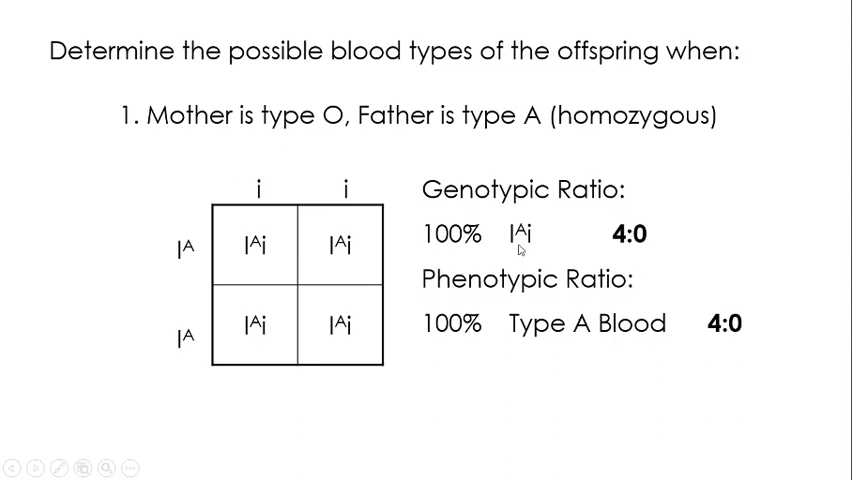 Determine the possible blood types of the offspring when:
1. Mother is type O, Father is type A (homozygous)
i i
Iᴬ Iᴬi Iᴬi
Iᴬ Iᴬi Iᴬi
Genotypic Ratio:
100% Iᴬi 4:0
Phenotypic Ratio:
100% Type A Blood 4:0